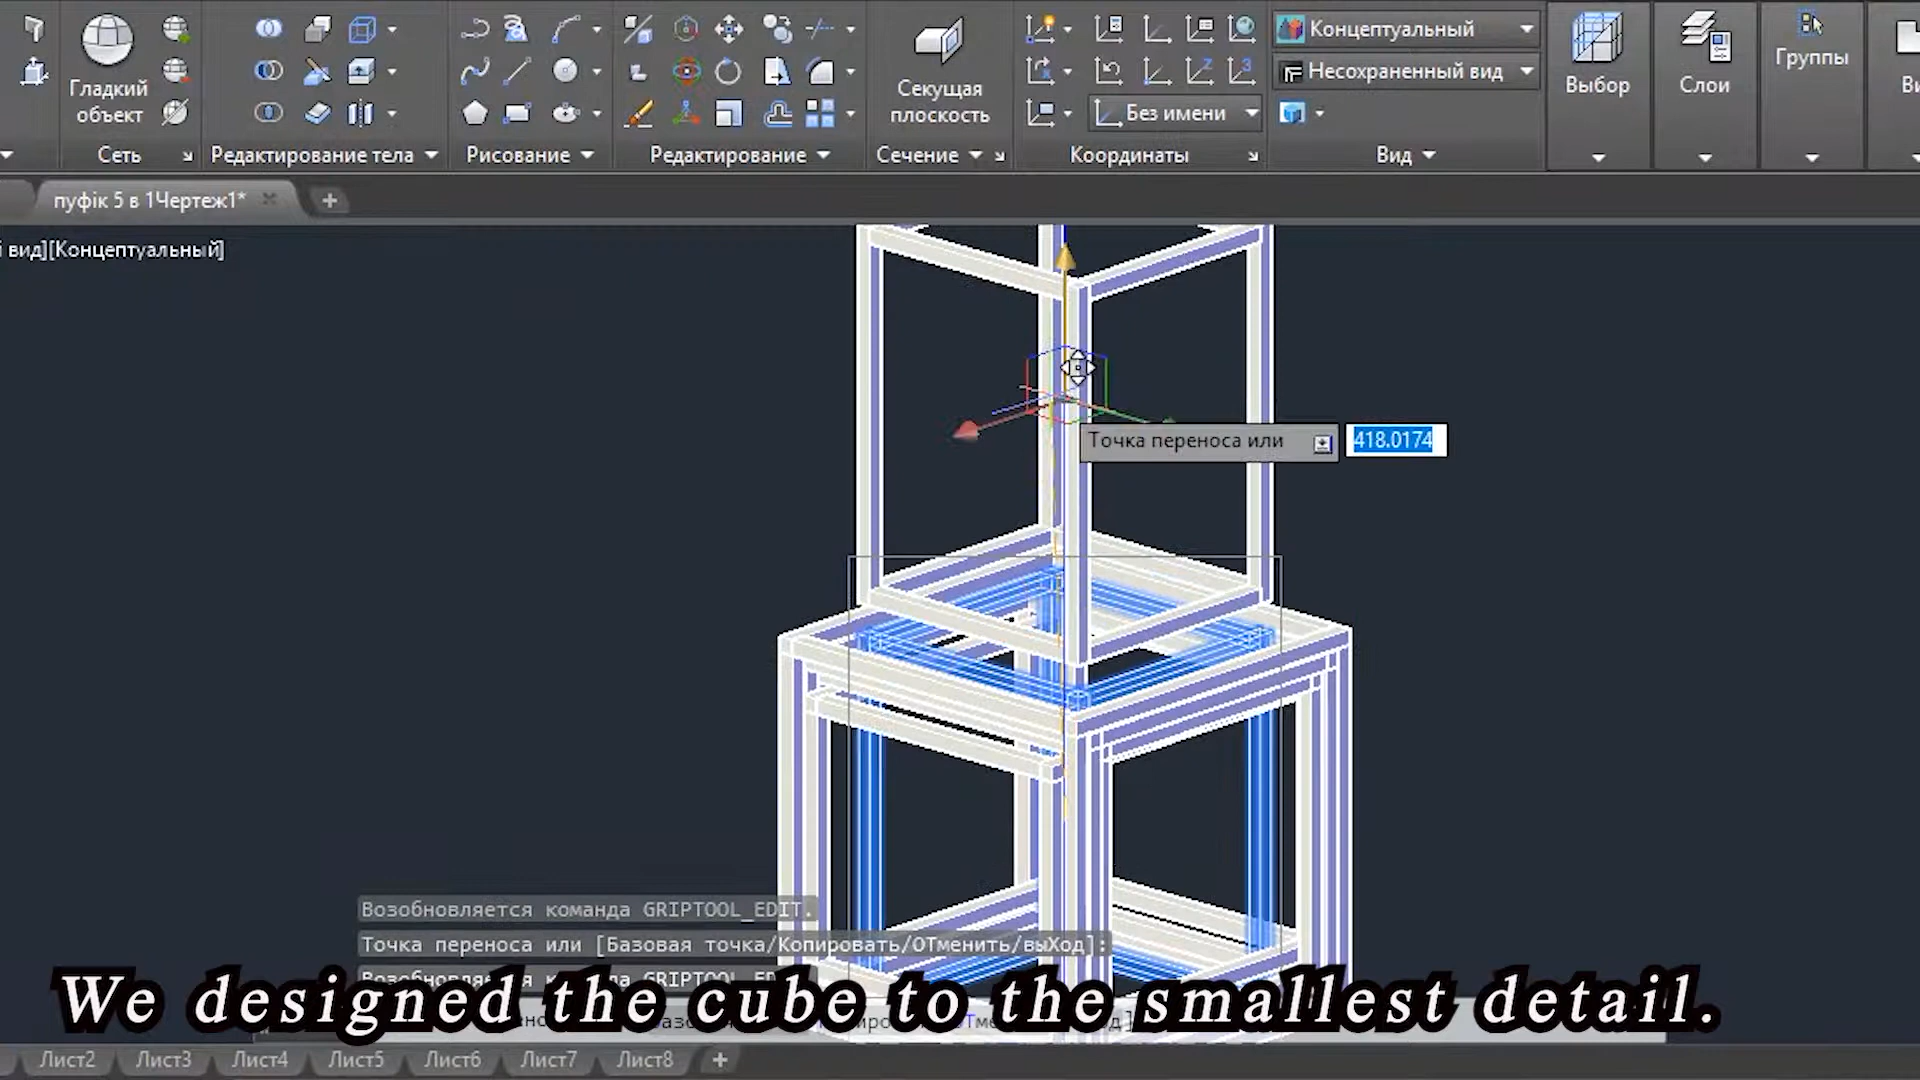 Концептуальный
Несохраненный вид
Гладкий
объект
Секущая
плоскость
Без имени
Выбор
Слои
Группы
Ви
Сеть
Редактирование тела
Рисование
Редактирование
Сечение
Координаты
Вид
пуфік 5 в 1Чертеж1*
вид][Концептуальный]
Точка переноса или
418.0174
Возобновляется команда GRIPTOOL_EDIT.
Точка переноса или [Базовая точка/Копировать/ОТменить/выХод]:
We designed the cube to the smallest detail.
Лист2
Лист3
Лист4
Лист5
Лист6
Лист7
Лист8